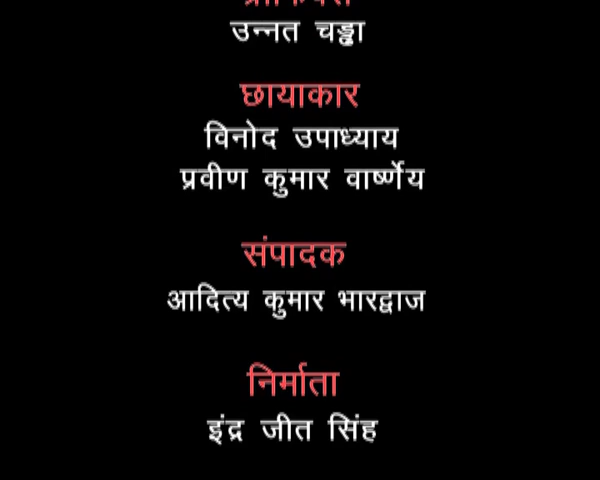 उन्नत चड्ढा
छायाकार
विनोद उपाध्याय
प्रवीण कुमार वार्ष्णेय
संपादक
आदित्य कुमार भारद्वाज
निर्माता
इंद्र जीत सिंह